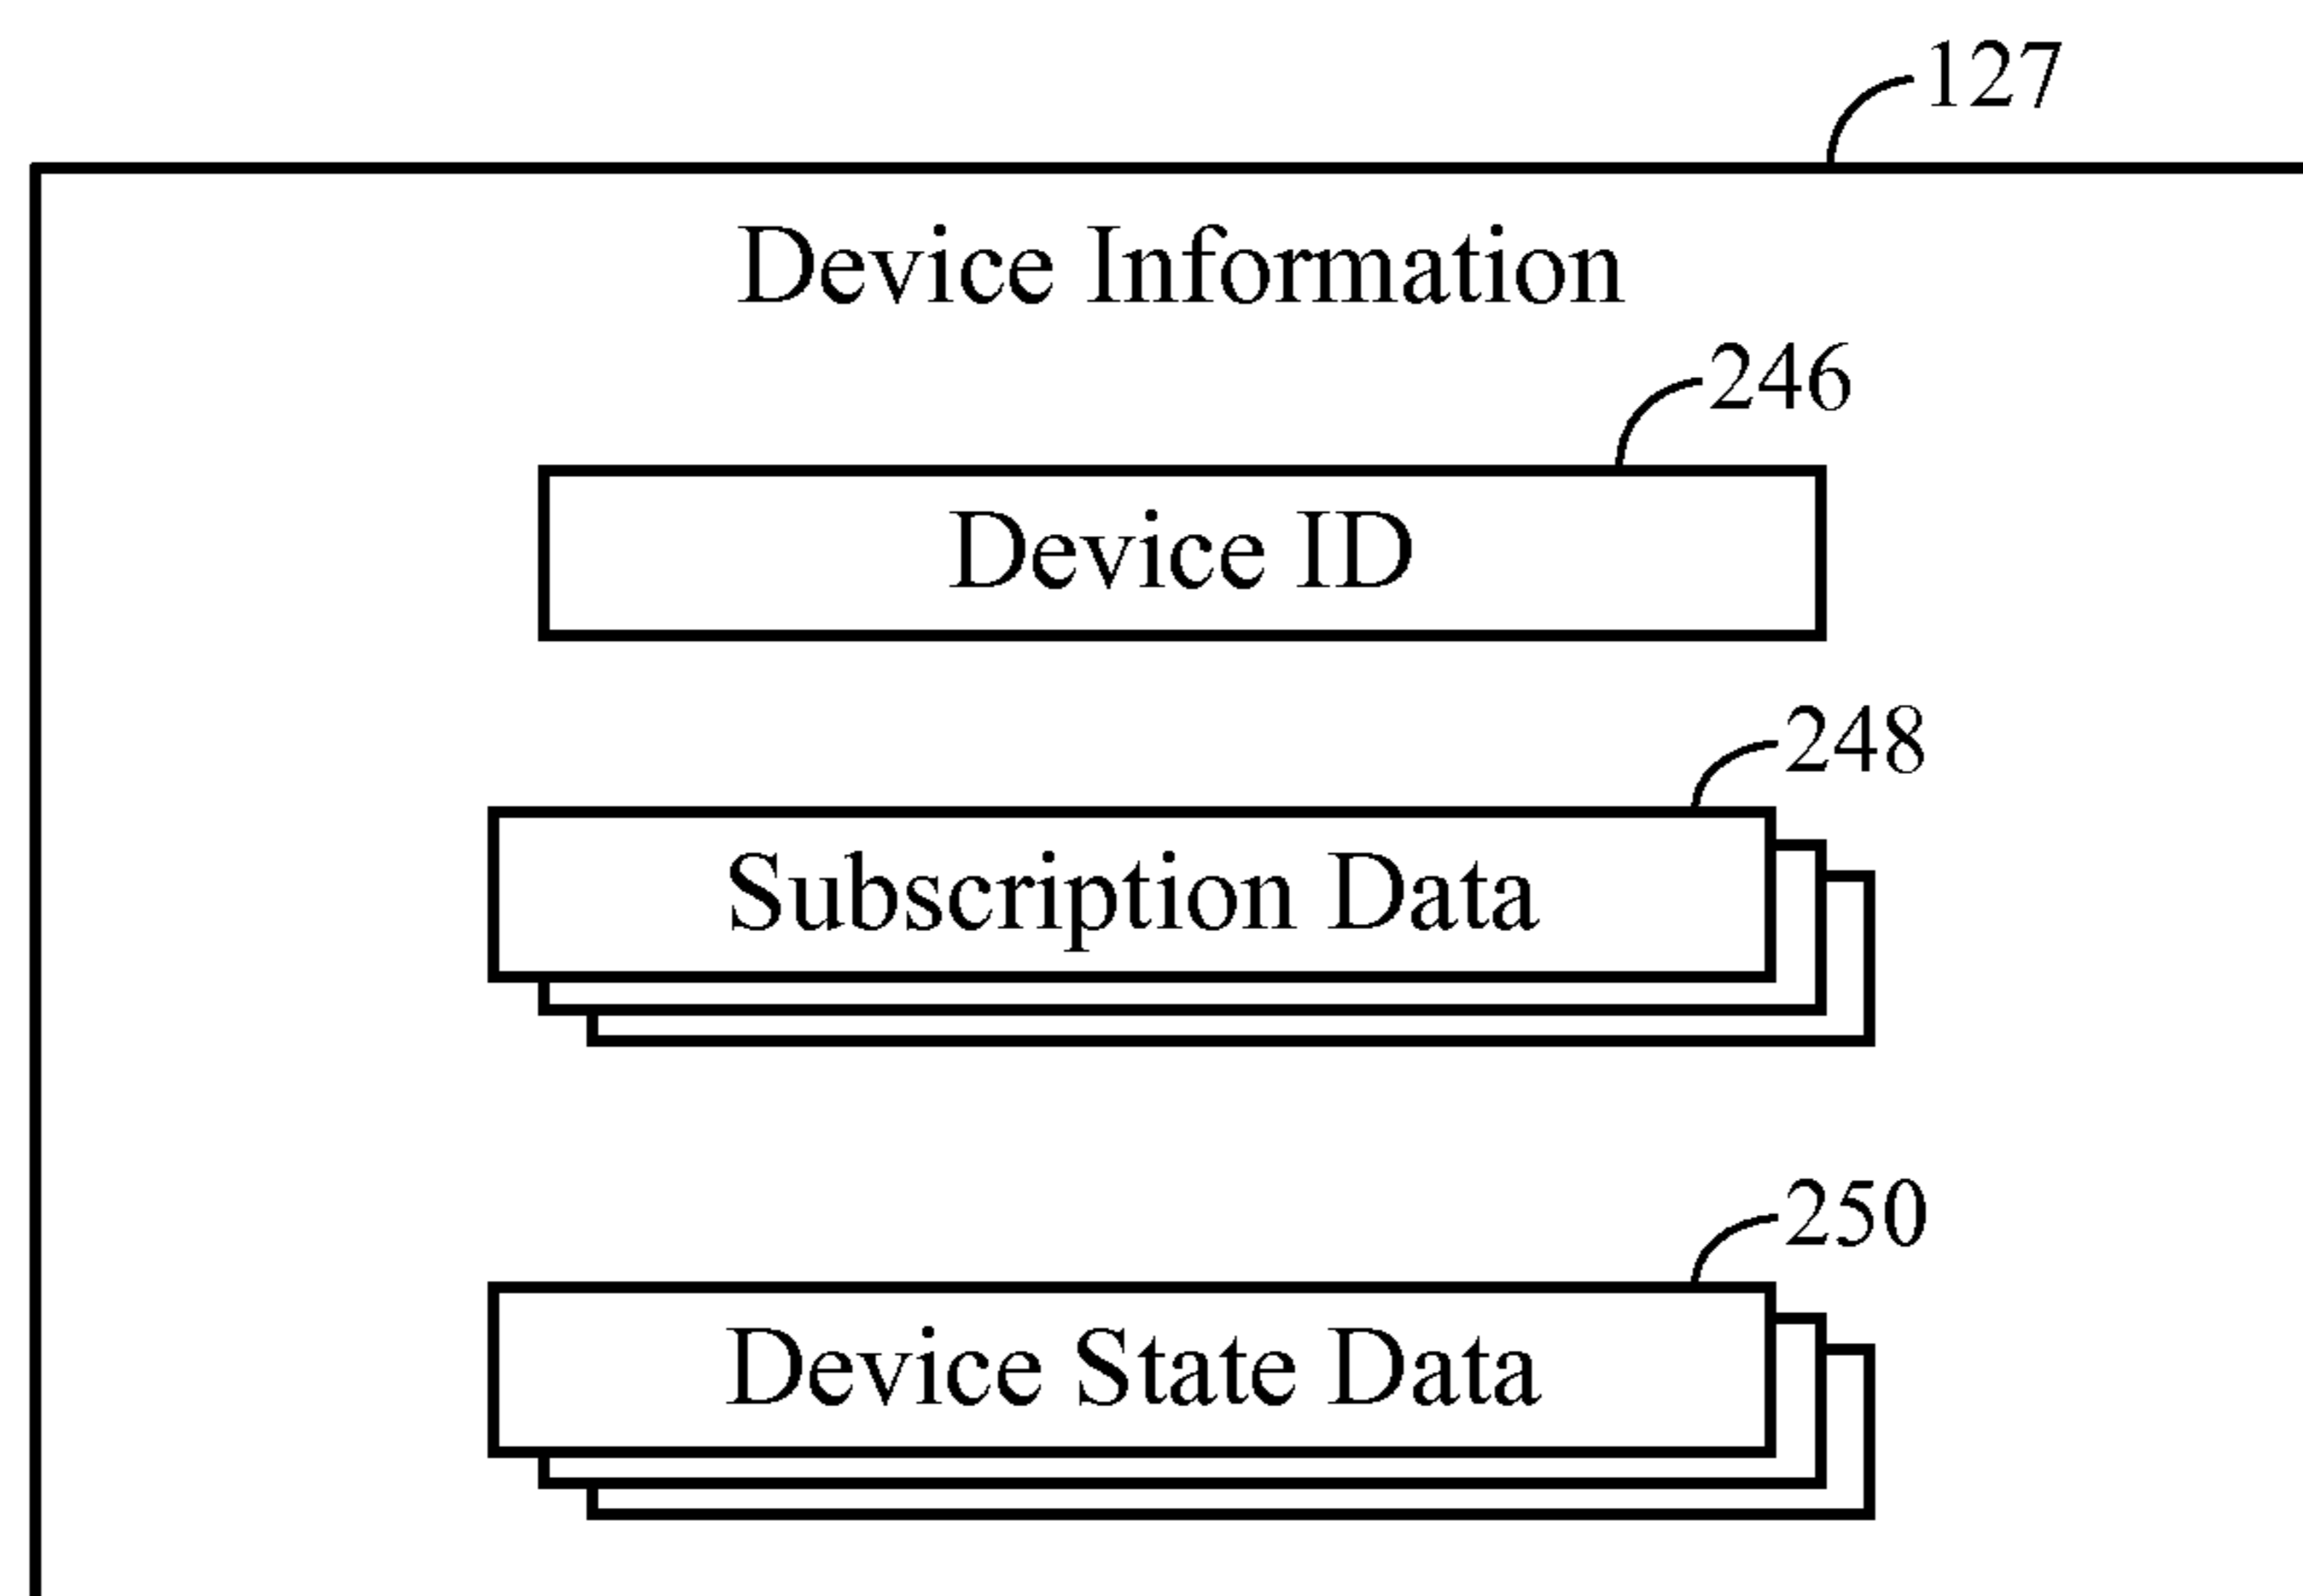 127
Device Information
246
Device ID
248
Subscription Data
250
Device State Data